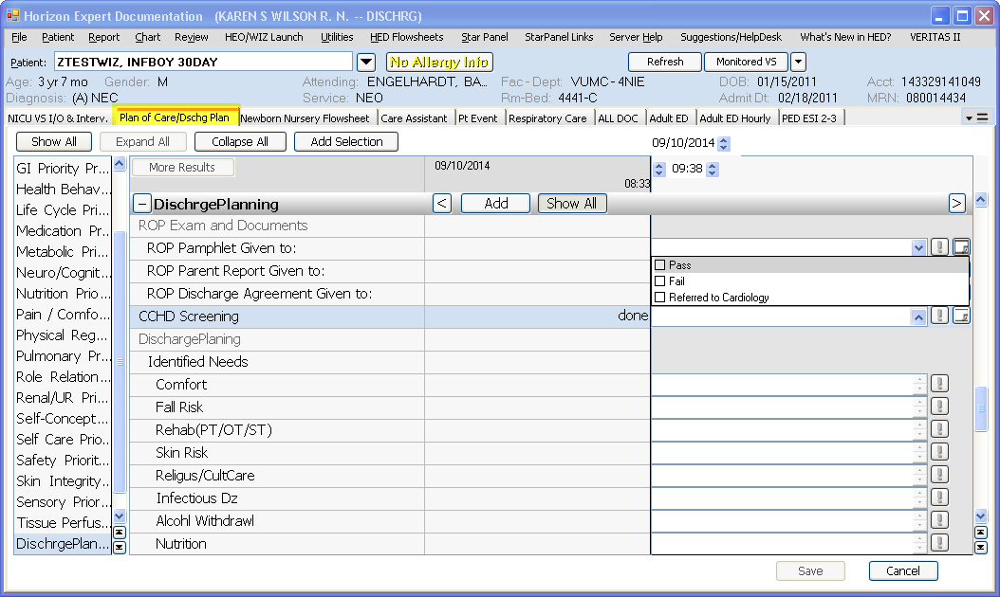 Horizon Expert Documentation (KAREN S WILSON R. N. -- DISCHRG)
File Patient Report Chart Review HEO/WIZ Launch Utilities HED Flowsheets Star Panel StarPanel Links Server Help Suggestions/HelpDesk What's New in HED? VERITAS II
Patient: ZTESTWIZ, INFBOY 30DAY No Allergy Info Refresh Monitored VS
Age: 3 yr 7 mo Gender: M Attending: ENGELHARDT, BA... Fac - Dept: VUMC - 4NIE DOB: 01/15/2011 Acct: 143329141049
Diagnosis: (A) NEC Service: NEO Rm-Bed: 4441-C Admit Dt: 02/18/2011 MRN: 080014434
NICU VS I/O & Interv. Plan of Care/Dschg Plan Newborn Nursery Flowsheet Care Assistant Pt Event Respiratory Care ALL DOC Adult ED Adult ED Hourly PED ESI 2-3
Show All Expand All Collapse All Add Selection 09/10/2014
GI Priority Pr...
Health Behav...
Life Cycle Pri...
Medication Pr...
Metabolic Pri...
Neuro/Cognit...
Nutrition Prio...
Pain / Comfo...
Physical Reg...
Pulmonary Pr...
Role Relation...
Renal/UR Pri...
Self-Concept...
Self Care Prio...
Safety Priorit...
Skin Integrity...
Sensory Prior...
Tissue Perfus...
DischrgePlan...
More Results 09/10/2014 09:38
08:33
− DischrgePlanning < Add Show All >
ROP Exam and Documents
ROP Pamphlet Given to:
ROP Parent Report Given to:
ROP Discharge Agreement Given to:
Pass
Fail
Referred to Cardiology
CCHD Screening done
DischargePlaning
Identified Needs
Comfort
Fall Risk
Rehab(PT/OT/ST)
Skin Risk
Religus/CultCare
Infectious Dz
Alcohl Withdrawl
Nutrition
Save Cancel